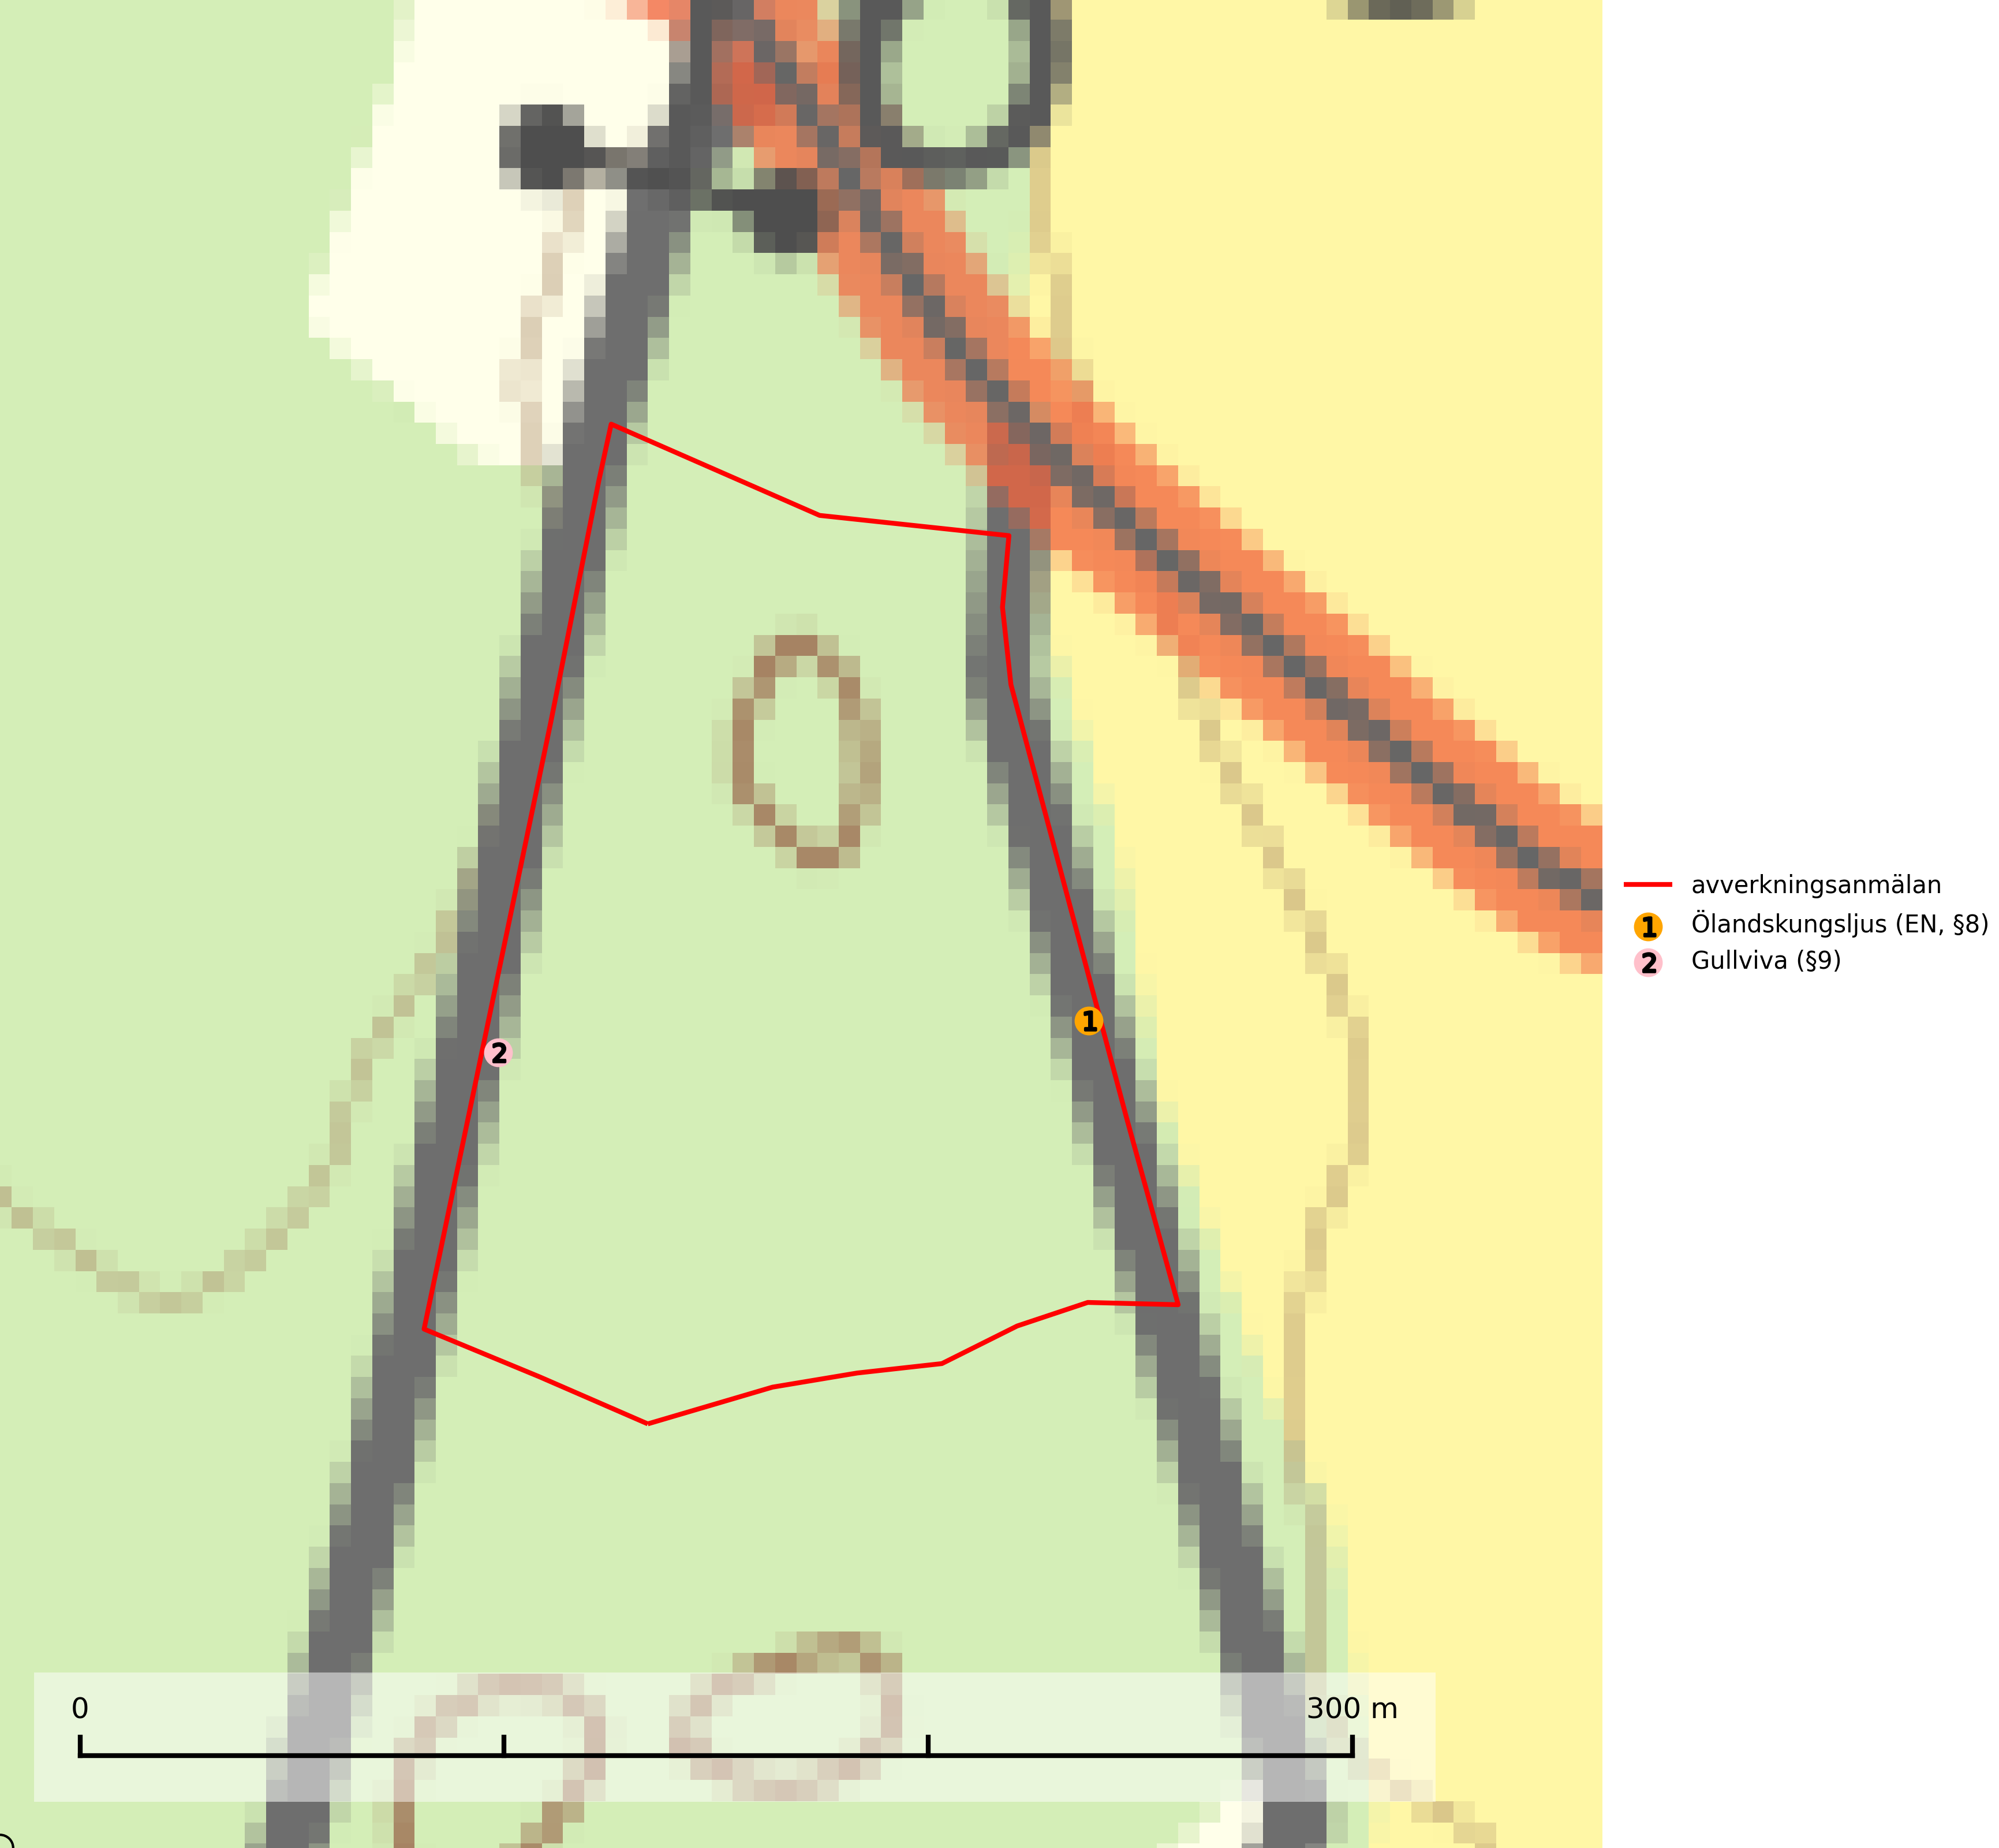 avverkningsanmälan
1 Ölandskungsljus (EN, §8)
2 Gullviva (§9)
1
2
0 300 m